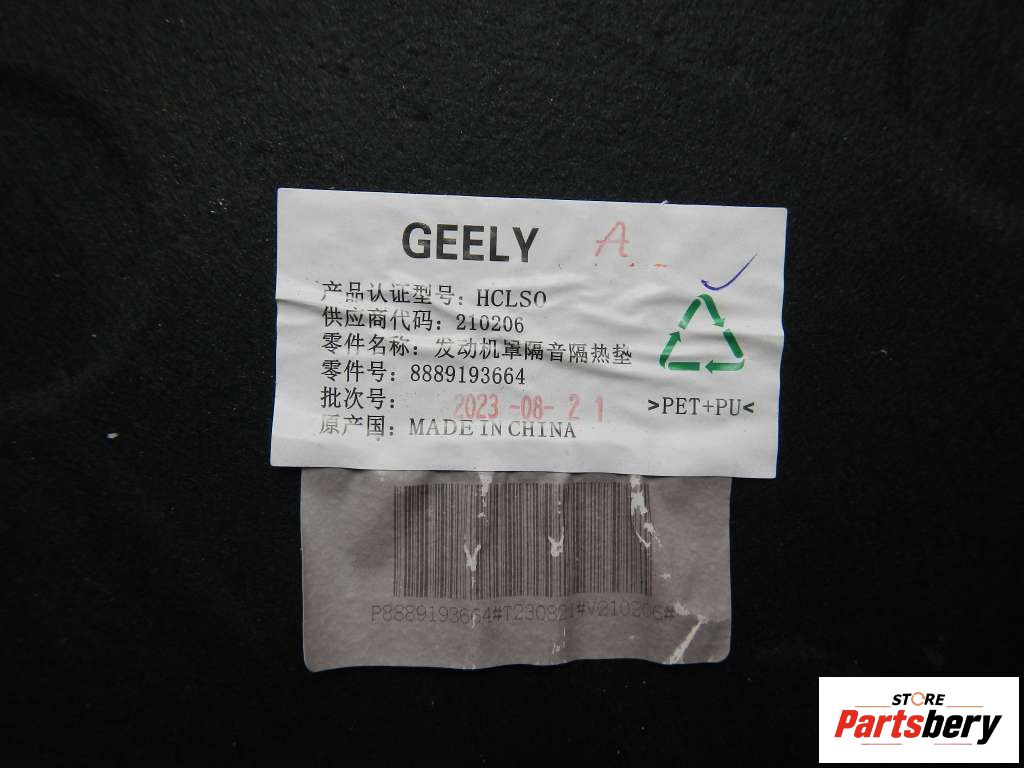 GEELY A
产品认证型号：HCLSO
供应商代码：210206
零件名称：发动机罩隔音隔热垫
零件号：8889193664
批次号： 2023-08-21
>PET+PU<
原产国：MADE IN CHINA
P8889193664#T230821#V210206#
STORE
Partsbery